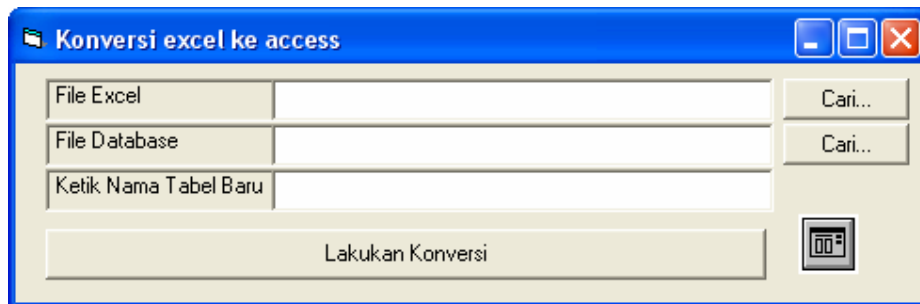 Konversi excel ke access
File Excel Cari...
File Database Cari...
Ketik Nama Tabel Baru
Lakukan Konversi